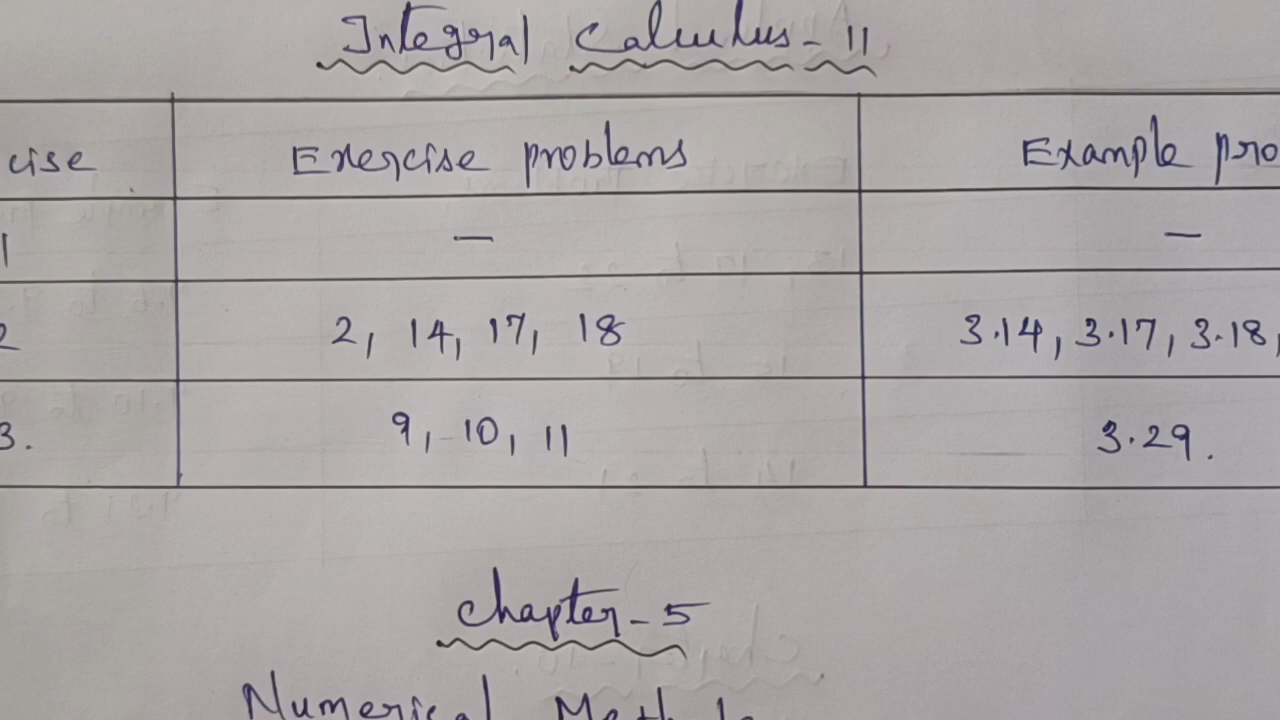 Integral Calculus - II
cise Exercise problems Example pro
1 — —
2 2, 14, 17, 18 3.14, 3.17, 3.18,
3. 9, 10, 11 3.29.
Chapter - 5
Numerical